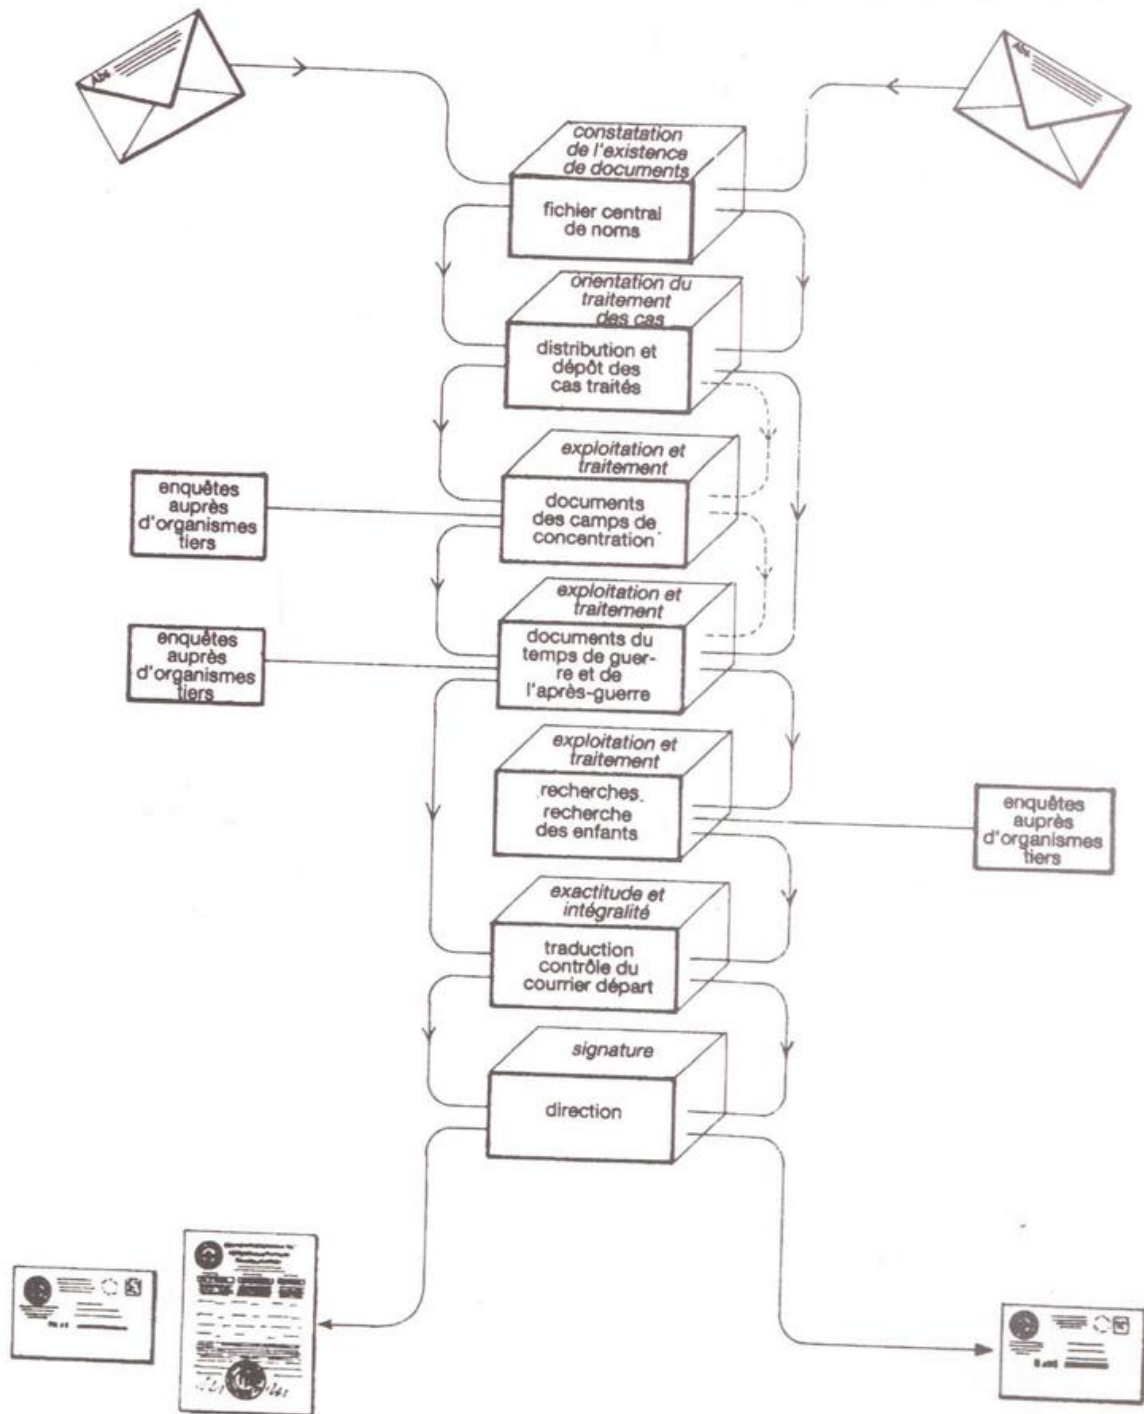 Abs
Abs
constatation
de l'existence
de documents
fichier central
de noms
orientation du
traitement
des cas
distribution et
dépôt des
cas traités
exploitation et
traitement
documents
des camps de
concentration
enquêtes
auprès
d'organismes
tiers
exploitation et
traitement
documents du
temps de guer-
re et de
l'après-guerre
enquêtes
auprès
d'organismes
tiers
exploitation et
traitement
recherches.
recherche
des enfants
enquêtes
auprès
d'organismes
tiers
exactitude et
intégralité
traduction
contrôle du
courrier départ
signature
direction